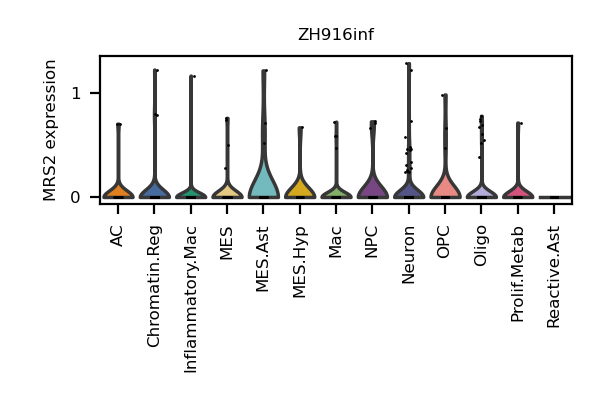 ZH916inf
MRS2 expression
1
0
AC
Chromatin.Reg
Inflammatory.Mac
MES
MES.Ast
MES.Hyp
Mac
NPC
Neuron
OPC
Oligo
Prolif.Metab
Reactive.Ast